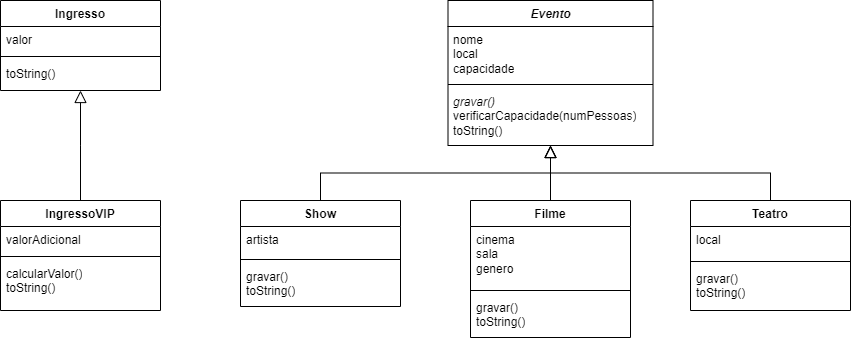 Ingresso
valor
toString()
Evento
nome
local
capacidade
gravar()
verificarCapacidade(numPessoas)
toString()
IngressoVIP
valorAdicional
calcularValor()
toString()
Show
artista
gravar()
toString()
Filme
cinema
sala
genero
gravar()
toString()
Teatro
local
gravar()
toString()